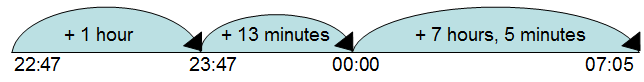 + 1 hour + 13 minutes + 7 hours, 5 minutes
22:47 23:47 00:00 07:05